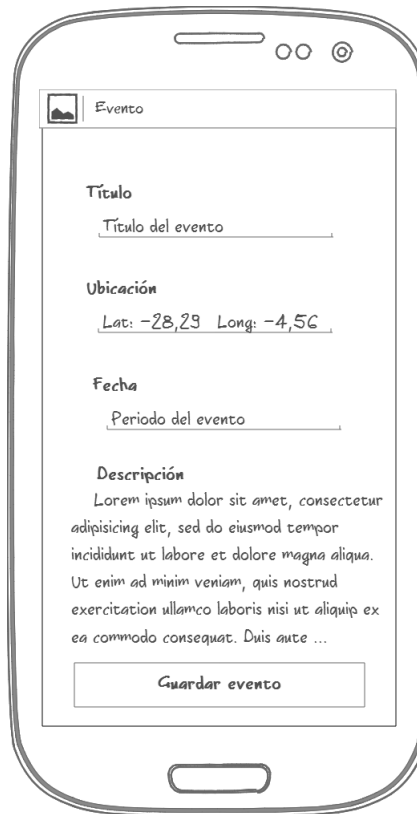 Evento
Título
Título del evento
Ubicación
Lat: -28,29 Long: -4,56
Fecha
Periodo del evento
Descripción
Lorem ipsum dolor sit amet, consectetur
adipisicing elit, sed do eiusmod tempor
incididunt ut labore et dolore magna aliqua.
Ut enim ad minim veniam, quis nostrud
exercitation ullamco laboris nisi ut aliquip ex
ea commodo consequat. Duis aute ...
Guardar evento